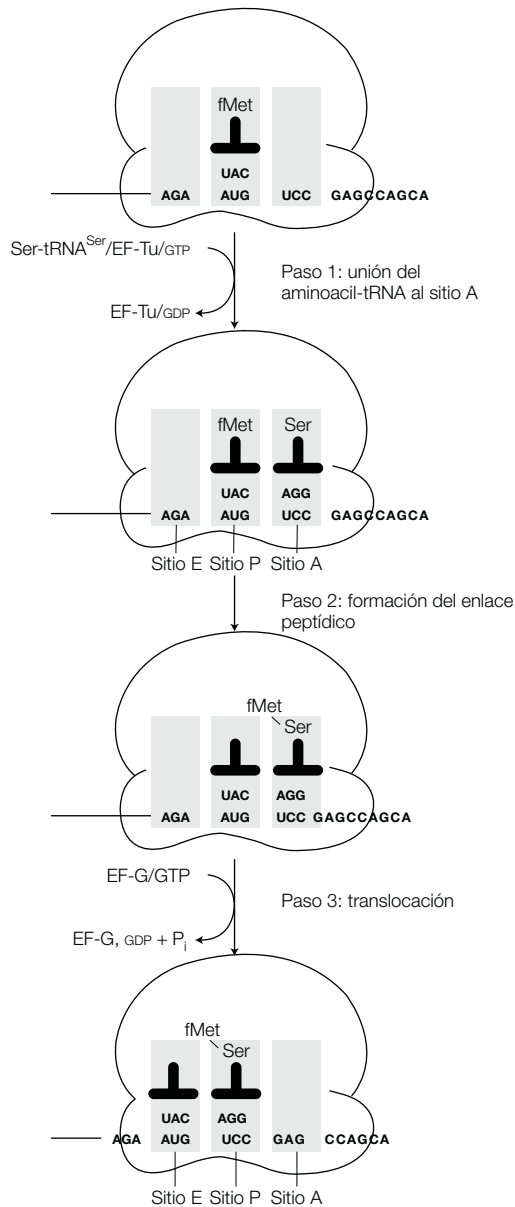 fMet
UAC
AGA AUG UCC GAGCCAGCA
Ser-tRNA^Ser/EF-Tu/GTP
Paso 1: unión del
aminoacil-tRNA al sitio A
EF-Tu/GDP
fMet Ser
UAC AGG
AGA AUG UCC GAGCCAGCA
Sitio E Sitio P Sitio A
Paso 2: formación del enlace
peptídico
fMet
Ser
UAC AGG
AGA AUG UCC GAGCCAGCA
EF-G/GTP
Paso 3: translocación
EF-G, GDP + Pi
fMet
Ser
UAC AGG
AGA AUG UCC GAG CCAGCA
Sitio E Sitio P Sitio A